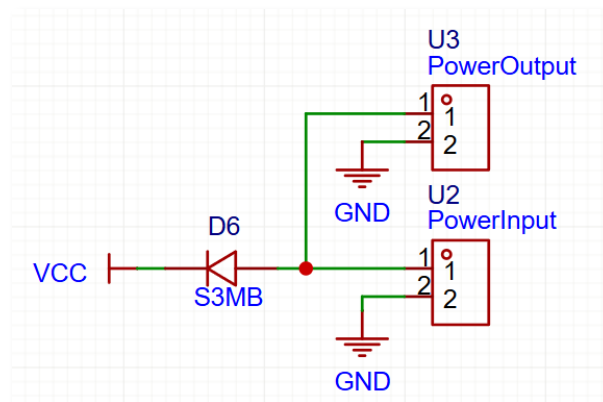 U3
PowerOutput
1
1
2
2
GND
U2
PowerInput
D6
VCC
S3MB
1
1
2
2
GND